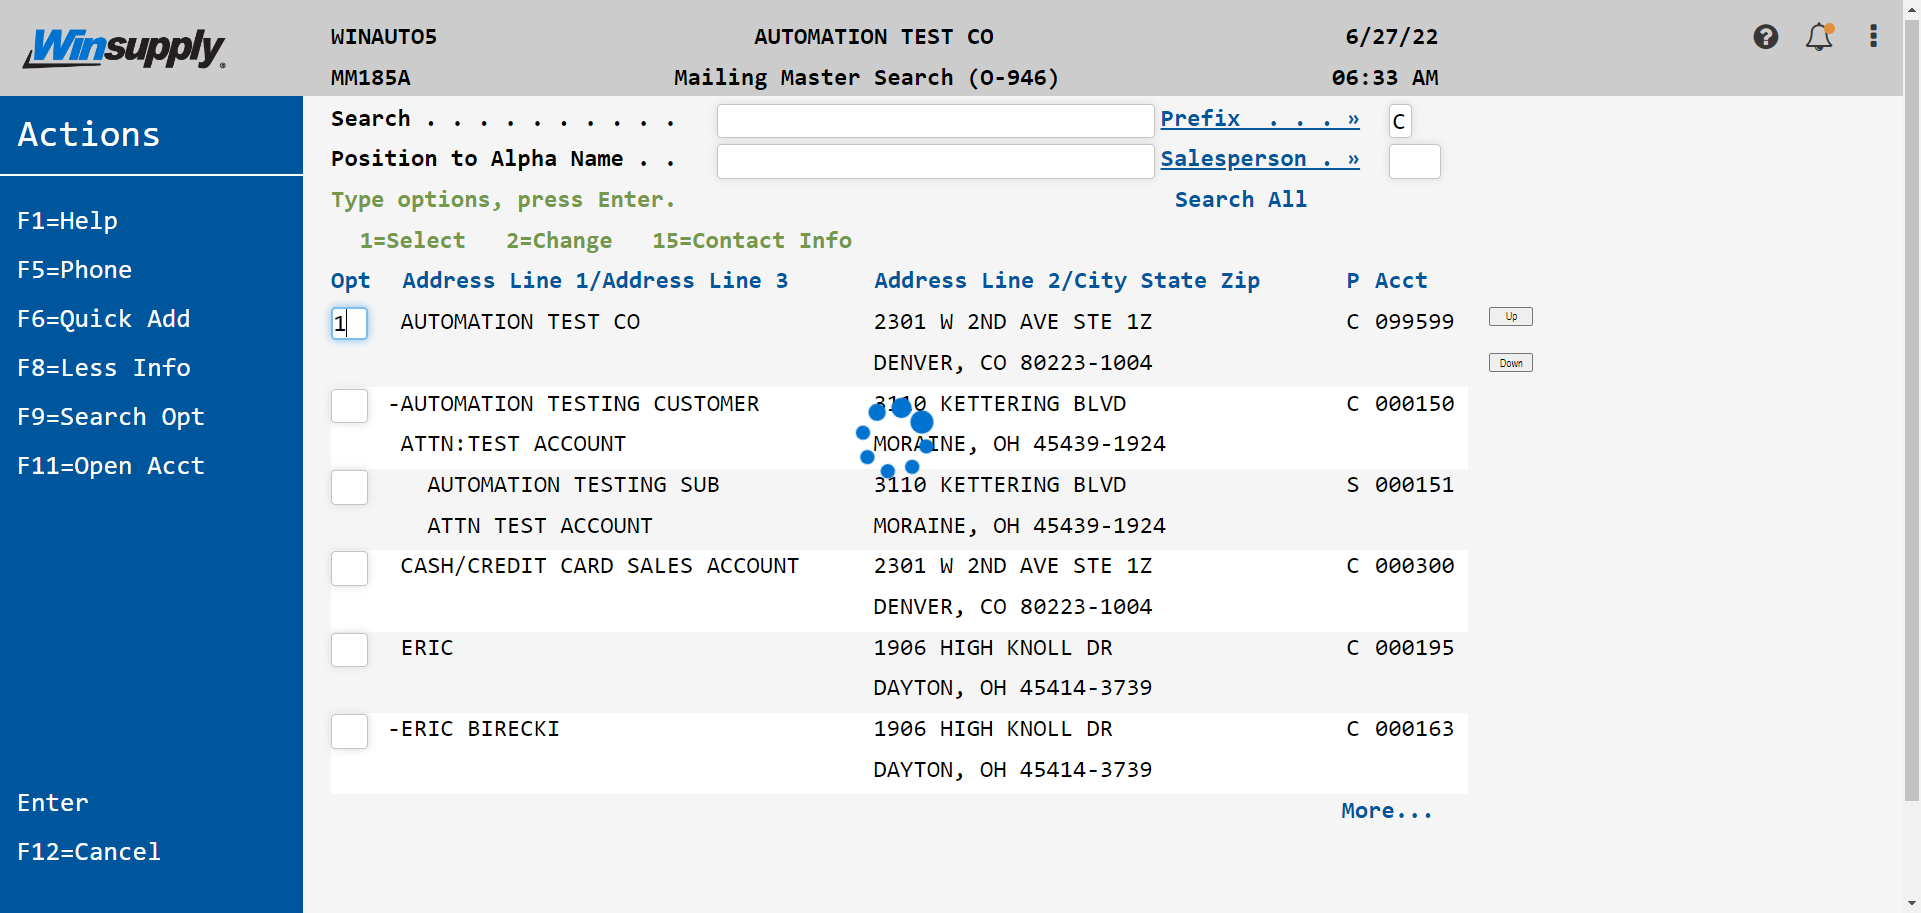 Winsupply
WINAUTO5 AUTOMATION TEST CO 6/27/22
MM185A Mailing Master Search (O-946) 06:33 AM
Actions
F1=Help
F5=Phone
F6=Quick Add
F8=Less Info
F9=Search Opt
F11=Open Acct
Enter
F12=Cancel
Search . . . . . . . . . . Prefix . . . » C
Position to Alpha Name . . Salesperson . »
Type options, press Enter. Search All
1=Select 2=Change 15=Contact Info
Opt Address Line 1/Address Line 3 Address Line 2/City State Zip P Acct
1 AUTOMATION TEST CO 2301 W 2ND AVE STE 1Z C 099599 Up
DENVER, CO 80223-1004 Down
-AUTOMATION TESTING CUSTOMER 3110 KETTERING BLVD C 000150
ATTN:TEST ACCOUNT MORAINE, OH 45439-1924
AUTOMATION TESTING SUB 3110 KETTERING BLVD S 000151
ATTN TEST ACCOUNT MORAINE, OH 45439-1924
CASH/CREDIT CARD SALES ACCOUNT 2301 W 2ND AVE STE 1Z C 000300
DENVER, CO 80223-1004
ERIC 1906 HIGH KNOLL DR C 000195
DAYTON, OH 45414-3739
-ERIC BIRECKI 1906 HIGH KNOLL DR C 000163
DAYTON, OH 45414-3739
More...